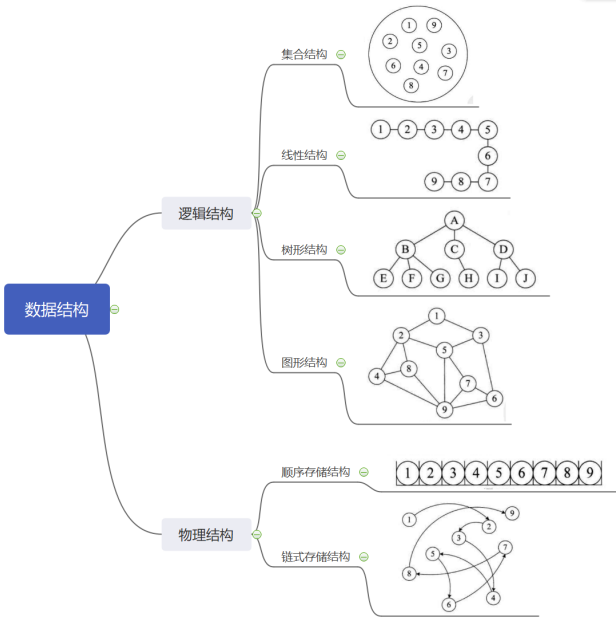 数据结构
逻辑结构
集合结构
1 9
2 5 3
6 4 7
8
线性结构
1 2 3 4 5
6
9 8 7
树形结构
A
B C D
E F G H I J
图形结构
1
2 3
5
4 8
7
6
9
物理结构
顺序存储结构
1 2 3 4 5 6 7 8 9
链式存储结构
9
1
2
3
7
5
8
4
6